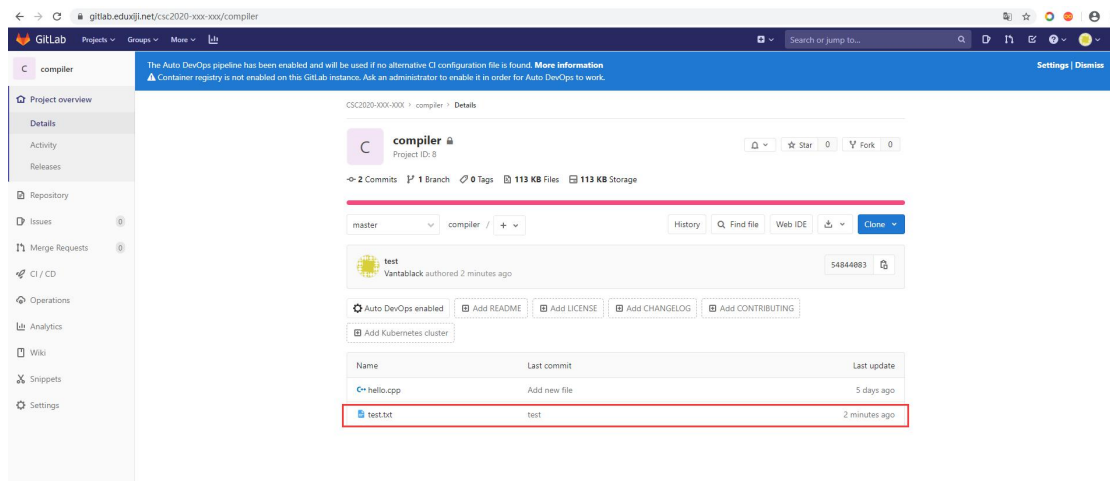 gitlab.eduxiji.net/csc2020-xxx-xxx/compiler
GitLab Projects Groups More Search or jump to...
C compiler
The Auto DevOps pipeline has been enabled and will be used if no alternative CI configuration file is found. More information Settings | Dismiss
Container registry is not enabled on this GitLab instance. Ask an administrator to enable it in order for Auto DevOps to work.
Project overview
Details
Activity
Releases
Repository
Issues 0
Merge Requests 0
CI / CD
Operations
Analytics
Wiki
Snippets
Settings
CSC2020-XXX-XXX > compiler > Details
C compiler
Project ID: 8
Star 0 Fork 0
2 Commits 1 Branch 0 Tags 113 KB Files 113 KB Storage
master compiler / + History Find file Web IDE Clone
test
Vantablack authored 2 minutes ago
54844083
Auto DevOps enabled Add README Add LICENSE Add CHANGELOG Add CONTRIBUTING
Add Kubernetes cluster
Name Last commit Last update
C++ hello.cpp Add new file 5 days ago
test.txt test 2 minutes ago